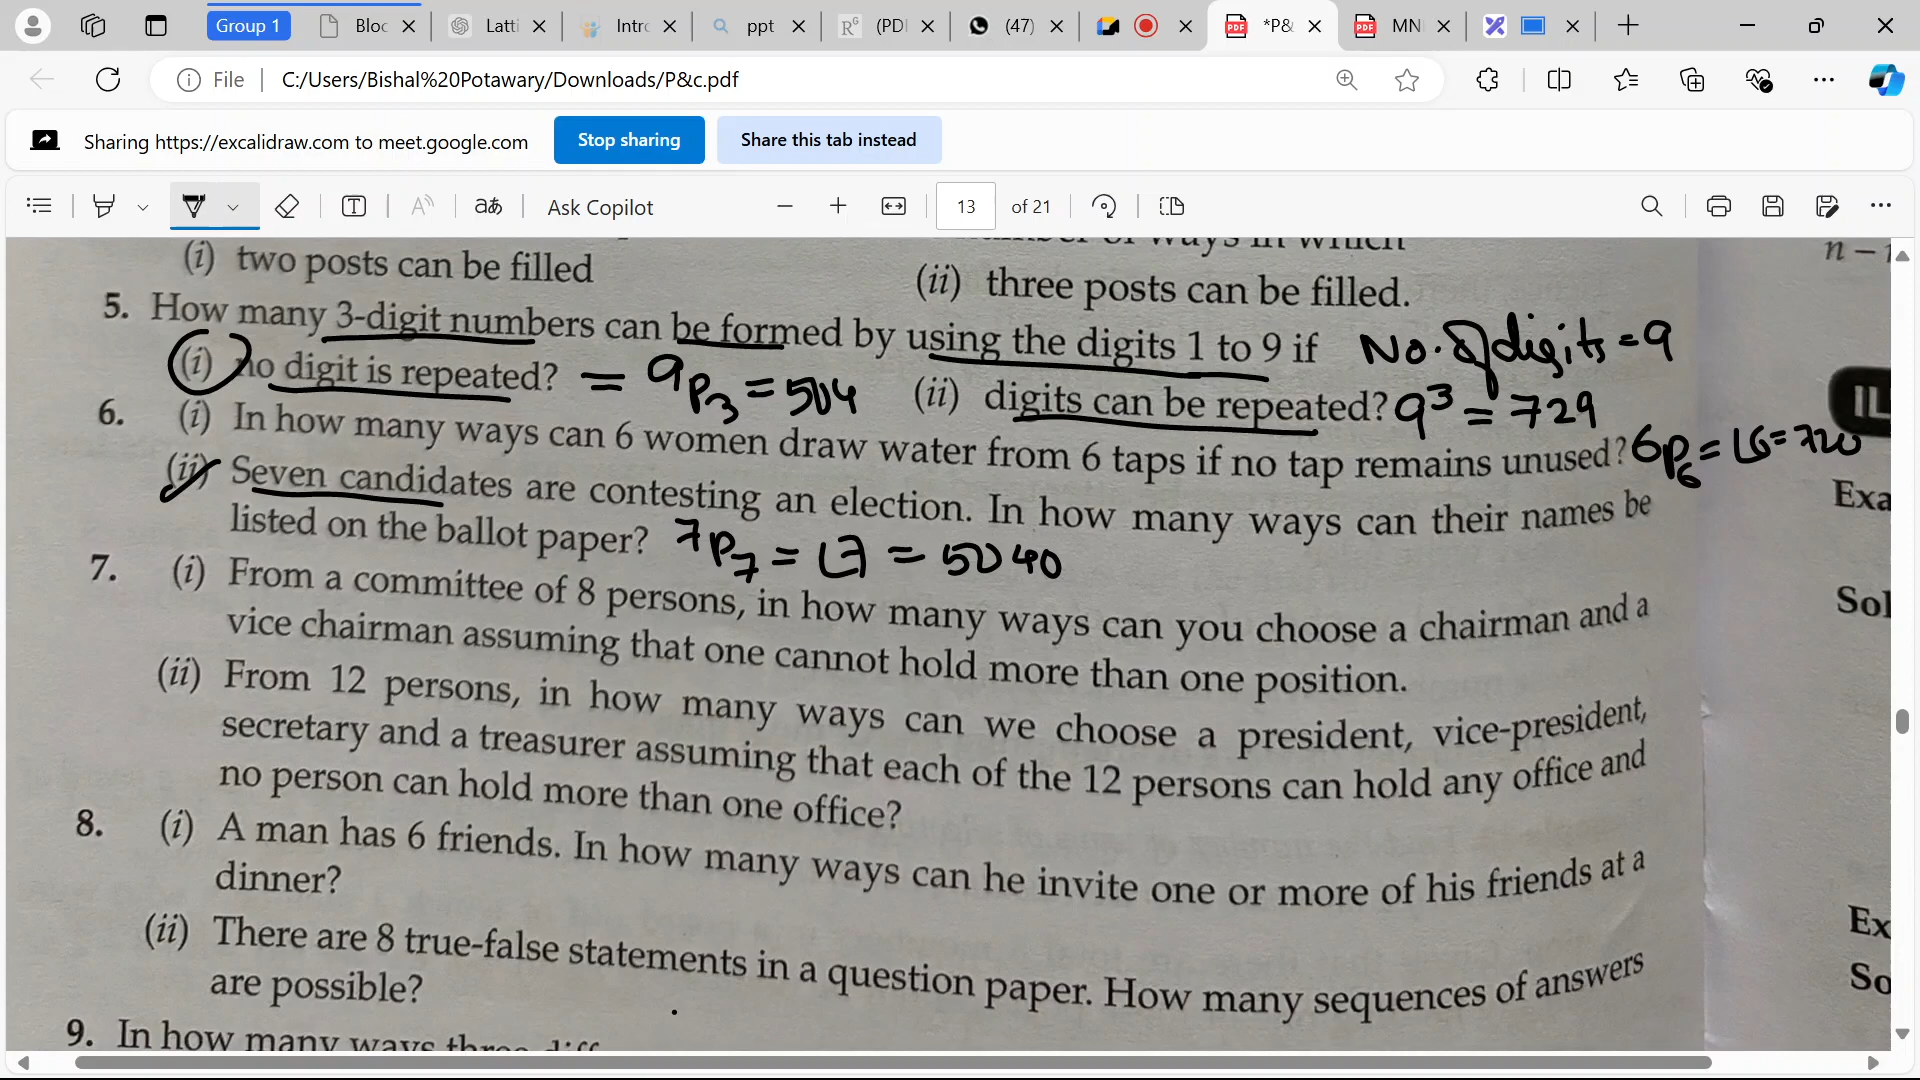 Group 1
Bloc
Latti
Intro
ppt
(PDF
(47)
*P&
MN
File
C:/Users/Bishal%20Potawary/Downloads/P&c.pdf
Sharing https://excalidraw.com to meet.google.com
Stop sharing
Share this tab instead
Ask Copilot
13 of 21
(i) two posts can be filled
(ii) three posts can be filled.
5. How many 3-digit numbers can be formed by using the digits 1 to 9 if No. of digits = 9
(i) no digit is repeated? = 9P3 = 504 (ii) digits can be repeated? 9³ = 729
6. (i) In how many ways can 6 women draw water from 6 taps if no tap remains unused? 6P6 = ⌊6 = 720
(ii) Seven candidates are contesting an election. In how many ways can their names be
listed on the ballot paper? 7P7 = ⌊7 = 5040
7. (i) From a committee of 8 persons, in how many ways can you choose a chairman and a
vice chairman assuming that one cannot hold more than one position.
(ii) From 12 persons, in how many ways can we choose a president, vice-president,
secretary and a treasurer assuming that each of the 12 persons can hold any office and
no person can hold more than one office?
8. (i) A man has 6 friends. In how many ways can he invite one or more of his friends at a
dinner?
(ii) There are 8 true-false statements in a question paper. How many sequences of answers
are possible?
9. In how many ways three
n –
IL
Exa
Sol
Ex
So